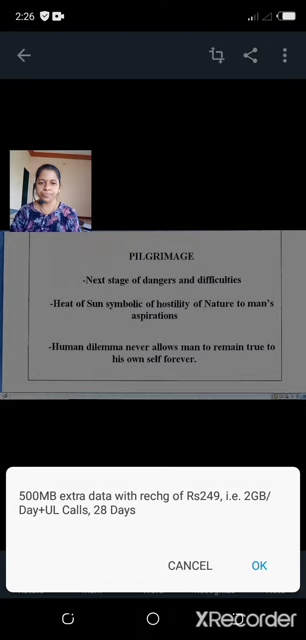 2:26
PILGRIMAGE
-Next stage of dangers and difficulties
-Heat of Sun symbolic of hostility of Nature to man's
aspirations
-Human dilemma never allows man to remain true to
his own self forever.
500MB extra data with rechg of Rs249, i.e. 2GB/
Day+UL Calls, 28 Days
CANCEL
OK
XRecorder